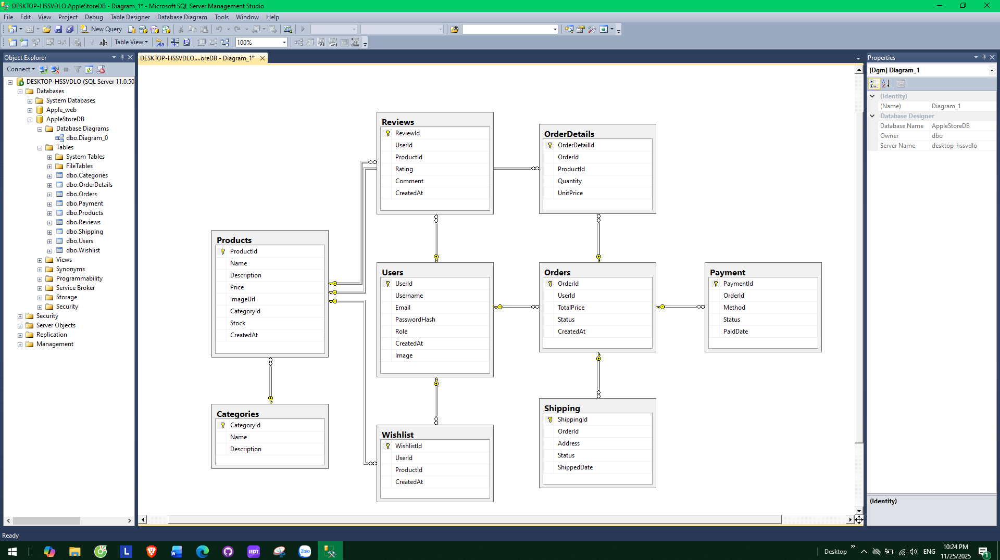 DESKTOP-HSSVDLO.AppleStoreDB - Diagram_1* - Microsoft SQL Server Management Studio
File Edit View Project Debug Table Designer Database Diagram Tools Window Help
New Query
Table View 100%
Object Explorer
Connect
DESKTOP-HSSVDLO (SQL Server 11.0.50
Databases
System Databases
Apple_web
AppleStoreDB
Database Diagrams
dbo.Diagram_0
Tables
System Tables
FileTables
dbo.Categories
dbo.OrderDetails
dbo.Orders
dbo.Payment
dbo.Products
dbo.Reviews
dbo.Shipping
dbo.Users
dbo.Wishlist
Views
Synonyms
Programmability
Service Broker
Storage
Security
Security
Server Objects
Replication
Management
DESKTOP-HSSVDLO....oreDB - Diagram_1*
Reviews
ReviewId
UserId
ProductId
Rating
Comment
CreatedAt
OrderDetails
OrderDetailId
OrderId
ProductId
Quantity
UnitPrice
Products
ProductId
Name
Description
Price
ImageUrl
CategoryId
Stock
CreatedAt
Users
UserId
Username
Email
PasswordHash
Role
CreatedAt
Image
Orders
OrderId
UserId
TotalPrice
Status
CreatedAt
Payment
PaymentId
OrderId
Method
Status
PaidDate
Categories
CategoryId
Name
Description
Wishlist
WishlistId
UserId
ProductId
CreatedAt
Shipping
ShippingId
OrderId
Address
Status
ShippedDate
Properties
[Dgm] Diagram_1
(Identity)
(Name) Diagram_1
Database Designer
Database Name AppleStoreDB
Owner dbo
Server Name desktop-hssvdlo
(Identity)
Ready
L
IEDT
Zalo
Desktop
ENG
10:24 PM
11/25/2025
1